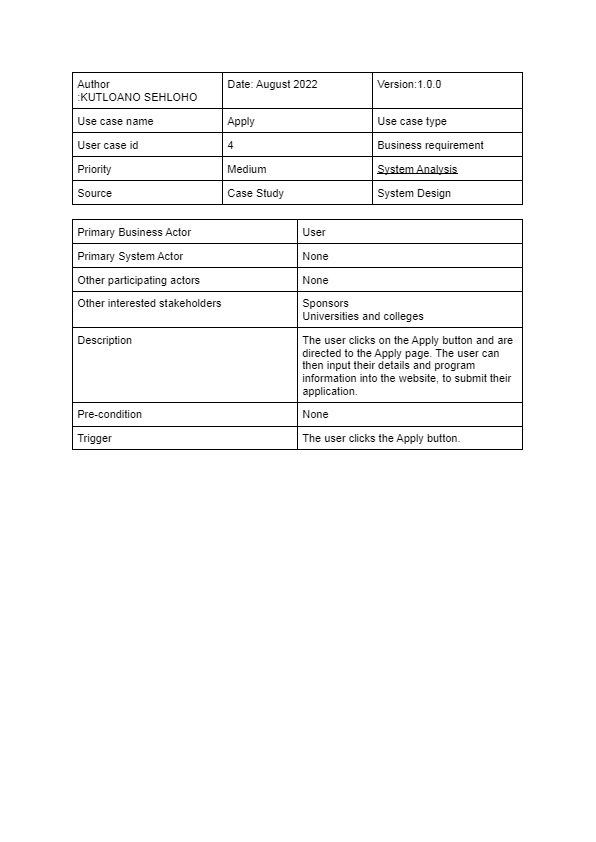 Author Date: August 2022 Version:1.0.0
:KUTLOANO SEHLOHO
Use case name Apply Use case type
User case id 4 Business requirement
Priority Medium System Analysis
Source Case Study System Design
Primary Business Actor User
Primary System Actor None
Other participating actors None
Other interested stakeholders Sponsors
Universities and colleges
Description The user clicks on the Apply button and are
directed to the Apply page. The user can
then input their details and program
information into the website, to submit their
application.
Pre-condition None
Trigger The user clicks the Apply button.